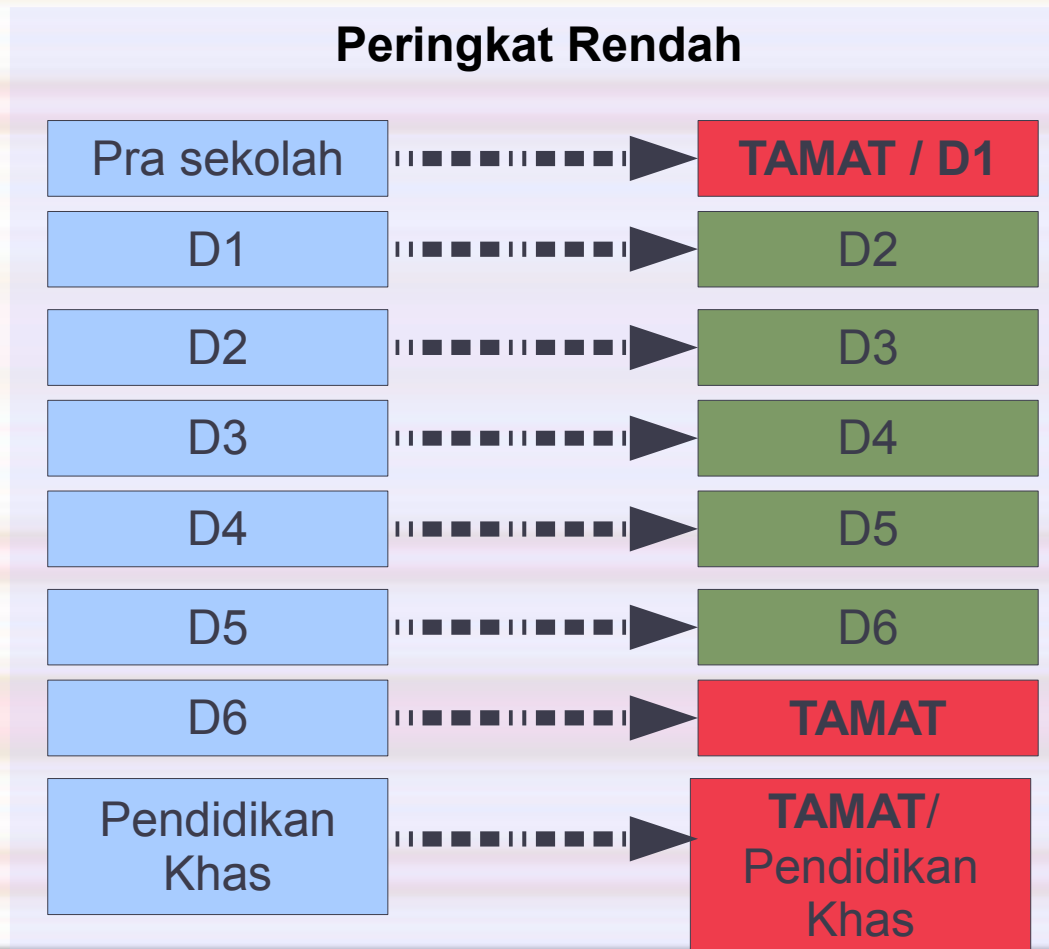 Peringkat Rendah
Pra sekolah
TAMAT / D1
D1
D2
D2
D3
D3
D4
D4
D5
D5
D6
D6
TAMAT
Pendidikan
Khas
TAMAT/
Pendidikan
Khas